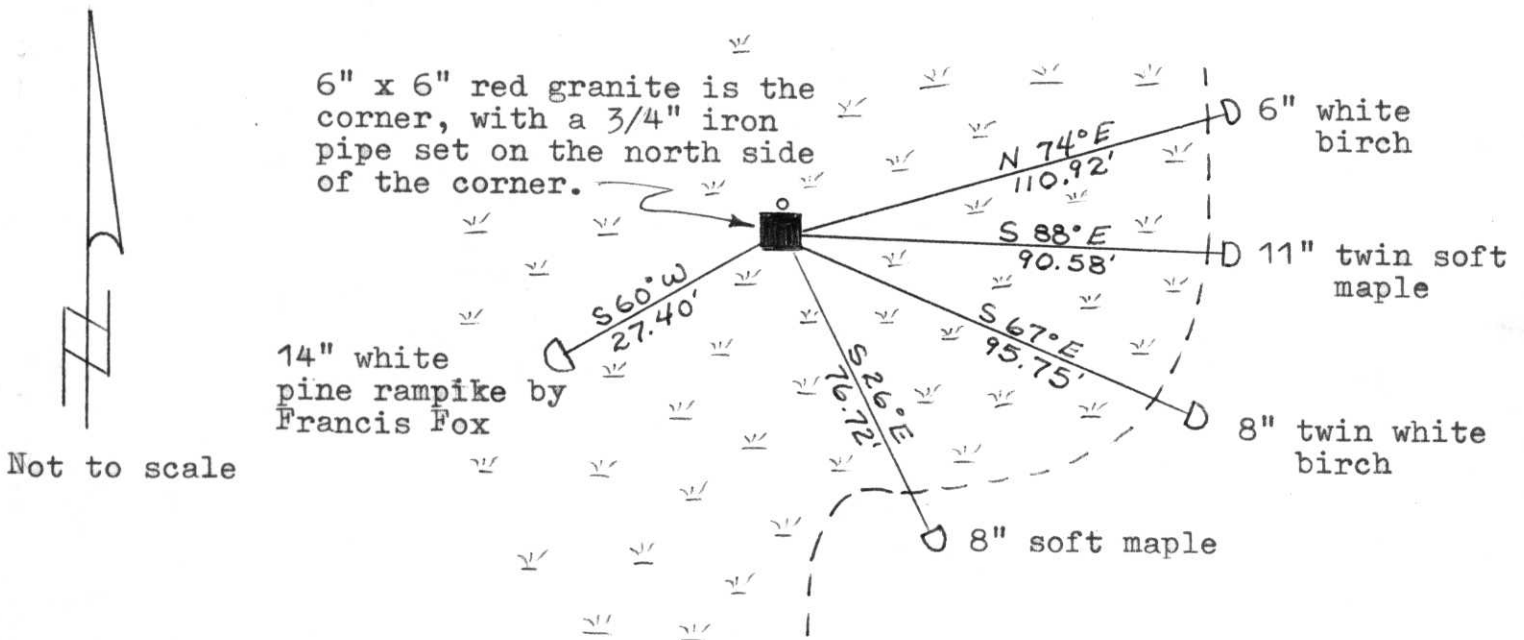 6" x 6" red granite is the
corner, with a 3/4" iron
pipe set on the north side
of the corner.
N 74°E
110.92'
6" white
birch
S 88°E
90.58'
11" twin soft
maple
S 60°W
27.40'
14" white
pine rampike by
Francis Fox
S 67°E
95.75'
8" twin white
birch
S 26°E
76.72'
8" soft maple
N
Not to scale